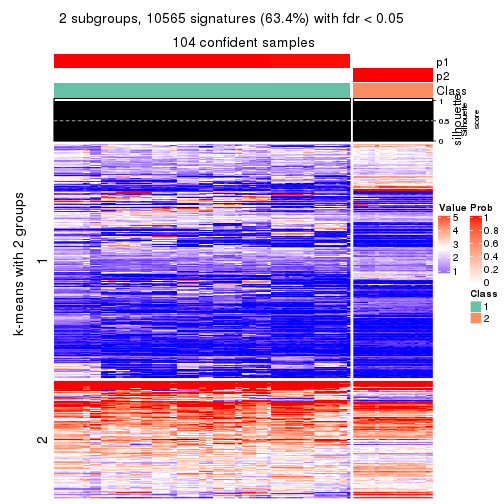 2 subgroups, 10565 signatures (63.4%) with fdr < 0.05
104 confident samples
p1
p2
Class
1
0.5
0
silhouette
Silhouette
score
k-means with 2 groups
1
2
Value
5
4
3
2
1
Prob
1
0.8
0.6
0.4
0.2
0
Class
1
2